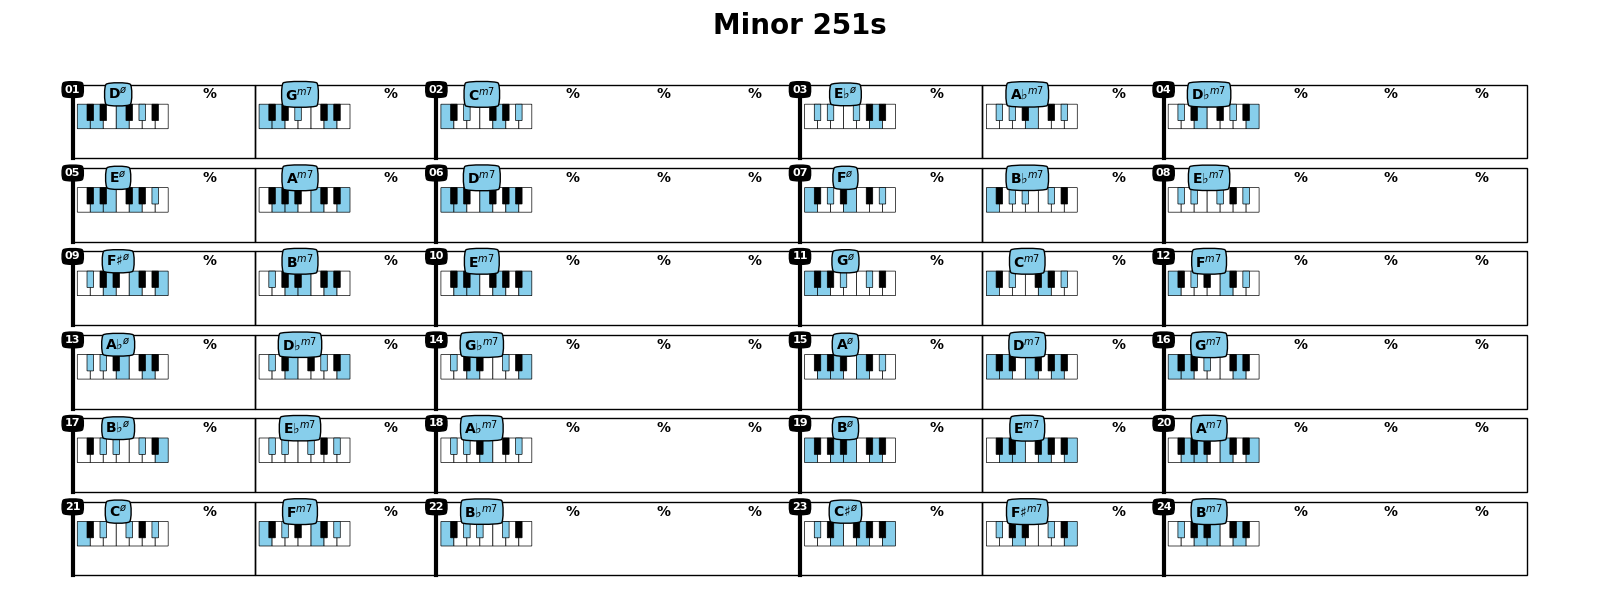 Minor 251s
01 Dø % Gm7 % 02 Cm7 % % % 03 E♭ø % A♭m7 % 04 D♭m7 % % %
05 Eø % Am7 % 06 Dm7 % % % 07 Fø % B♭m7 % 08 E♭m7 % % %
09 F♯ø % Bm7 % 10 Em7 % % % 11 Gø % Cm7 % 12 Fm7 % % %
13 A♭ø % D♭m7 % 14 G♭m7 % % % 15 Aø % Dm7 % 16 Gm7 % % %
17 B♭ø % E♭m7 % 18 A♭m7 % % % 19 Bø % Em7 % 20 Am7 % % %
21 Cø % Fm7 % 22 B♭m7 % % % 23 C♯ø % F♯m7 % 24 Bm7 % % %